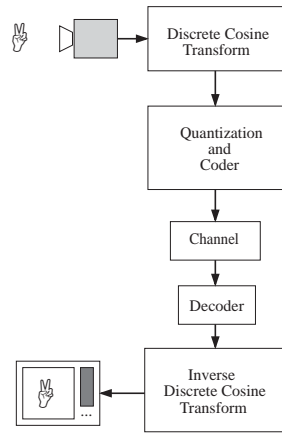 Discrete Cosine
Transform
Quantization
and
Coder
Channel
Decoder
Inverse
Discrete Cosine
Transform
...